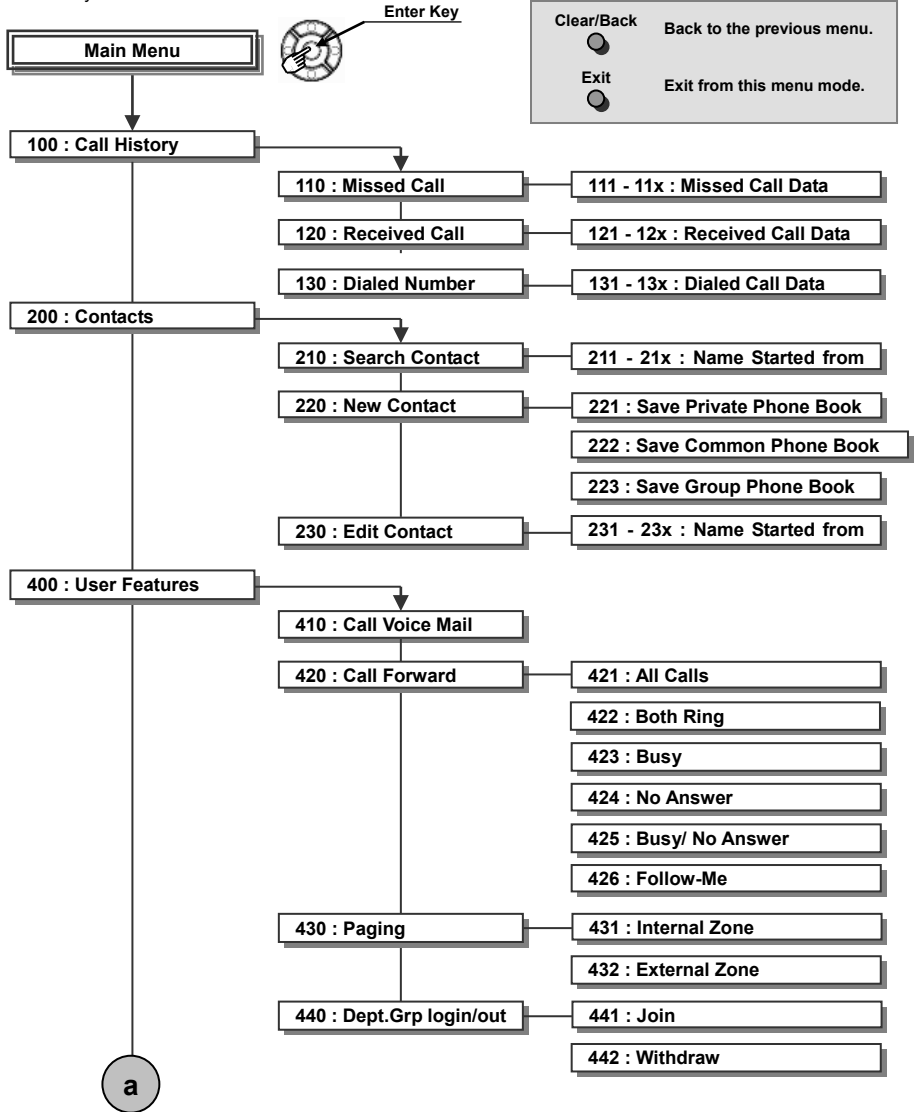 Enter Key
Clear/Back
Back to the previous menu.
Exit
Exit from this menu mode.
Main Menu
100 : Call History
110 : Missed Call
111 - 11x : Missed Call Data
120 : Received Call
121 - 12x : Received Call Data
130 : Dialed Number
131 - 13x : Dialed Call Data
200 : Contacts
210 : Search Contact
211 - 21x : Name Started from
220 : New Contact
221 : Save Private Phone Book
222 : Save Common Phone Book
223 : Save Group Phone Book
230 : Edit Contact
231 - 23x : Name Started from
400 : User Features
410 : Call Voice Mail
420 : Call Forward
421 : All Calls
422 : Both Ring
423 : Busy
424 : No Answer
425 : Busy/ No Answer
426 : Follow-Me
430 : Paging
431 : Internal Zone
432 : External Zone
440 : Dept.Grp login/out
441 : Join
442 : Withdraw
a